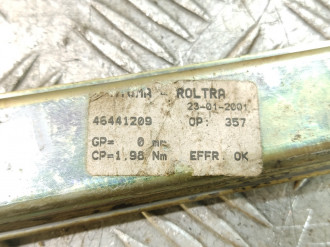 - ROLTRA
23-01-2001
46441209 OP: 357
GP= 0 mm
CP=1.98 Nm EFFR. OK